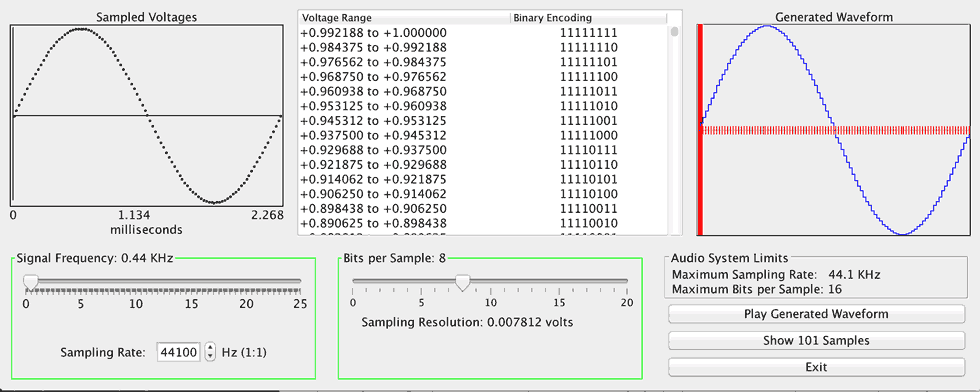 Sampled Voltages
0 1.134 2.268
milliseconds
Voltage Range Binary Encoding
+0.992188 to +1.000000 11111111
+0.984375 to +0.992188 11111110
+0.976562 to +0.984375 11111101
+0.968750 to +0.976562 11111100
+0.960938 to +0.968750 11111011
+0.953125 to +0.960938 11111010
+0.945312 to +0.953125 11111001
+0.937500 to +0.945312 11111000
+0.929688 to +0.937500 11110111
+0.921875 to +0.929688 11110110
+0.914062 to +0.921875 11110101
+0.906250 to +0.914062 11110100
+0.898438 to +0.906250 11110011
+0.890625 to +0.898438 11110010
Generated Waveform
Signal Frequency: 0.44 KHz
0 5 10 15 20 25
Sampling Rate: 44100 Hz (1:1)
Bits per Sample: 8
0 5 10 15 20
Sampling Resolution: 0.007812 volts
Audio System Limits
Maximum Sampling Rate: 44.1 KHz
Maximum Bits per Sample: 16
Play Generated Waveform
Show 101 Samples
Exit